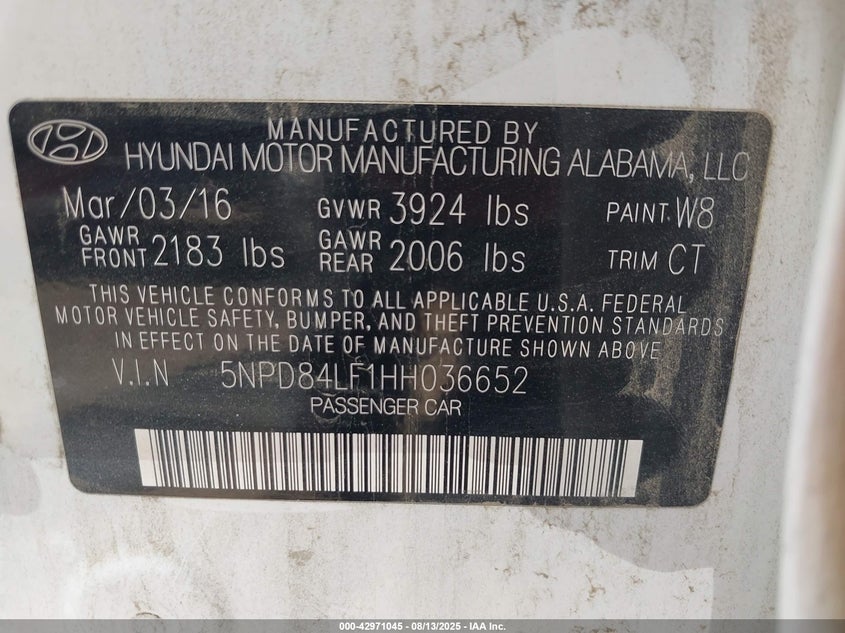 MANUFACTURED BY
HYUNDAI MOTOR MANUFACTURING ALABAMA, LLC
Mar/03/16 GVWR 3924 lbs PAINT W8
GAWR FRONT 2183 lbs GAWR REAR 2006 lbs TRIM CT
THIS VEHICLE CONFORMS TO ALL APPLICABLE U.S.A. FEDERAL
MOTOR VEHICLE SAFETY, BUMPER, AND THEFT PREVENTION STANDARDS
IN EFFECT ON THE DATE OF MANUFACTURE SHOWN ABOVE.
V.I.N 5NPD84LF1HH036652
PASSENGER CAR
000-42971045 - 08/13/2025 - IAA Inc.